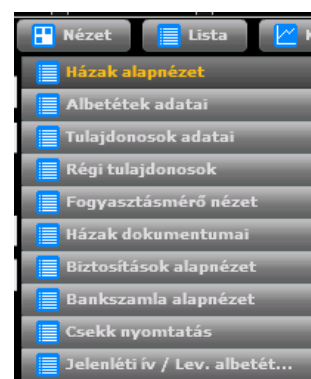 Nézet Lista
Házak alapnézet
Albetétek adatai
Tulajdonosok adatai
Régi tulajdonosok
Fogyasztásmérő nézet
Házak dokumentumai
Biztosítások alapnézet
Bankszamla alapnézet
Csekk nyomtatás
Jelenléti ív / Lev. albetét...